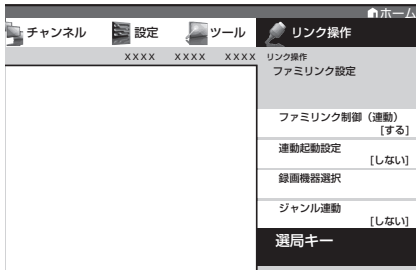 ホーム
チャンネル 設定 ツール リンク操作
XXXX XXXX XXXX リンク操作
ファミリンク設定
ファミリンク制御（連動）
[する]
連動起動設定
[しない]
録画機器選択
ジャンル連動
[しない]
選局キー